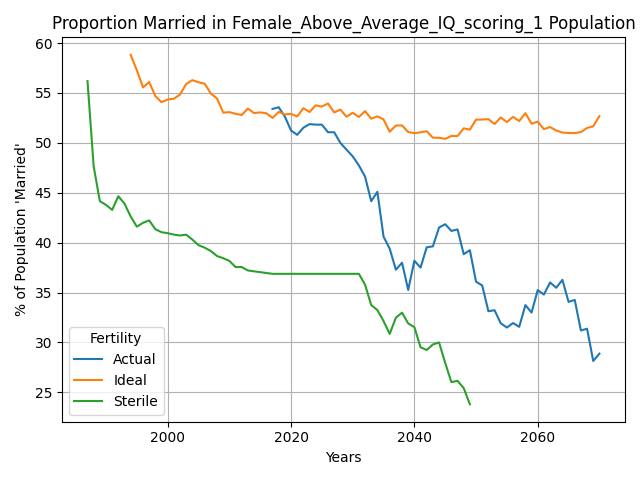 Proportion Married in Female_Above_Average_IQ_scoring_1 Population
% of Population 'Married'
60
55
50
45
40
35
30
25
Fertility
Actual
Ideal
Sterile
2000 2020 2040 2060
Years